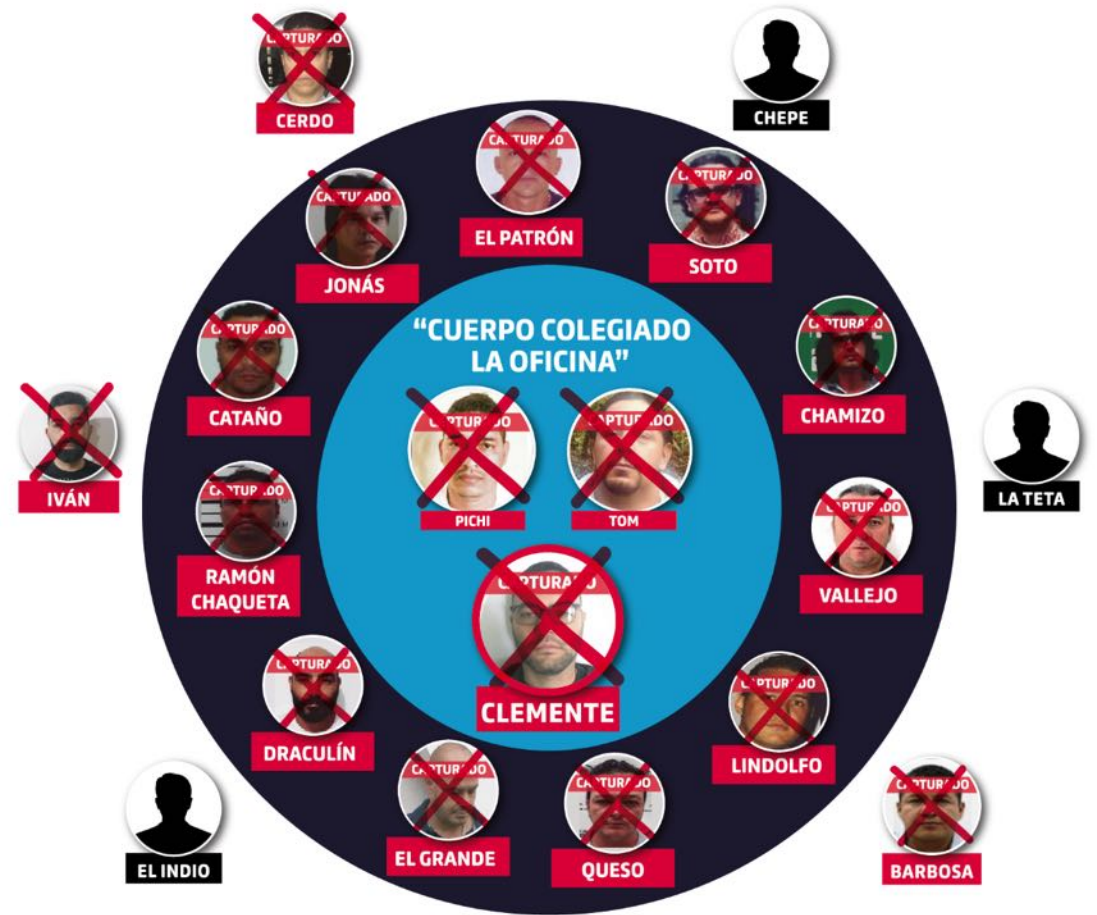 CAPTURADO
CERDO
CHEPE
CAPTURADO
EL PATRÓN
CAPTURADO
JONÁS
CAPTURADO
SOTO
“CUERPO COLEGIADO
LA OFICINA”
CAPTURADO
CATAÑO
CAPTURADO
CHAMIZO
CAPTURADO
PICHI
CAPTURADO
TOM
IVÁN
LA TETA
CAPTURADO
RAMÓN
CHAQUETA
CAPTURADO
VALLEJO
CAPTURADO
CLEMENTE
CAPTURADO
DRACULÍN
CAPTURADO
LINDOLFO
EL INDIO
CAPTURADO
EL GRANDE
CAPTURADO
QUESO
CAPTURADO
BARBOSA